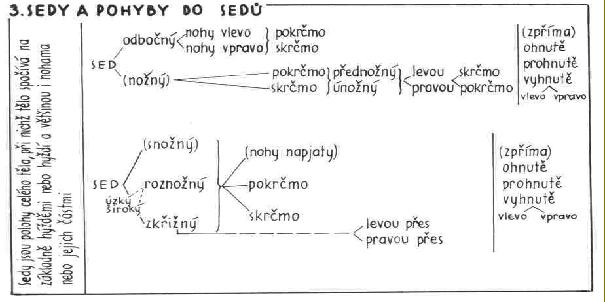 3. SEDY A POHYBY DO SEDŮ
Sedy jsou polohy celého těla, při nichž tělo spočívá na
základně hýžděmi nebo hýždí a většinou i nohama
nebo jejich částmi
SED
odbočný
nohy vlevo
nohy vpravo
pokrčmo
skrčmo
(nožný)
pokrčmo
skrčmo
přednožný
únožný
levou
pravou
skrčmo
pokrčmo
(zpříma)
ohnutě
prohnutě
vyhnutě
vlevo vpravo
SED
(snožný)
roznožný
úzký
široký
zkřižný
(nohy napjaty)
pokrčmo
skrčmo
levou přes
pravou přes
(zpříma)
ohnutě
prohnutě
vyhnutě
vlevo vpravo